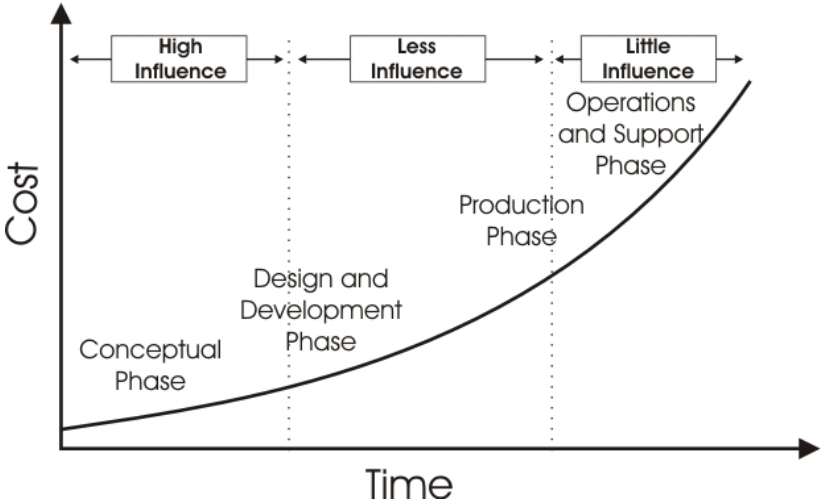 High
Influence
Less
Influence
Little
Influence
Operations
and Support
Phase
Production
Phase
Design and
Development
Phase
Conceptual
Phase
Cost
Time